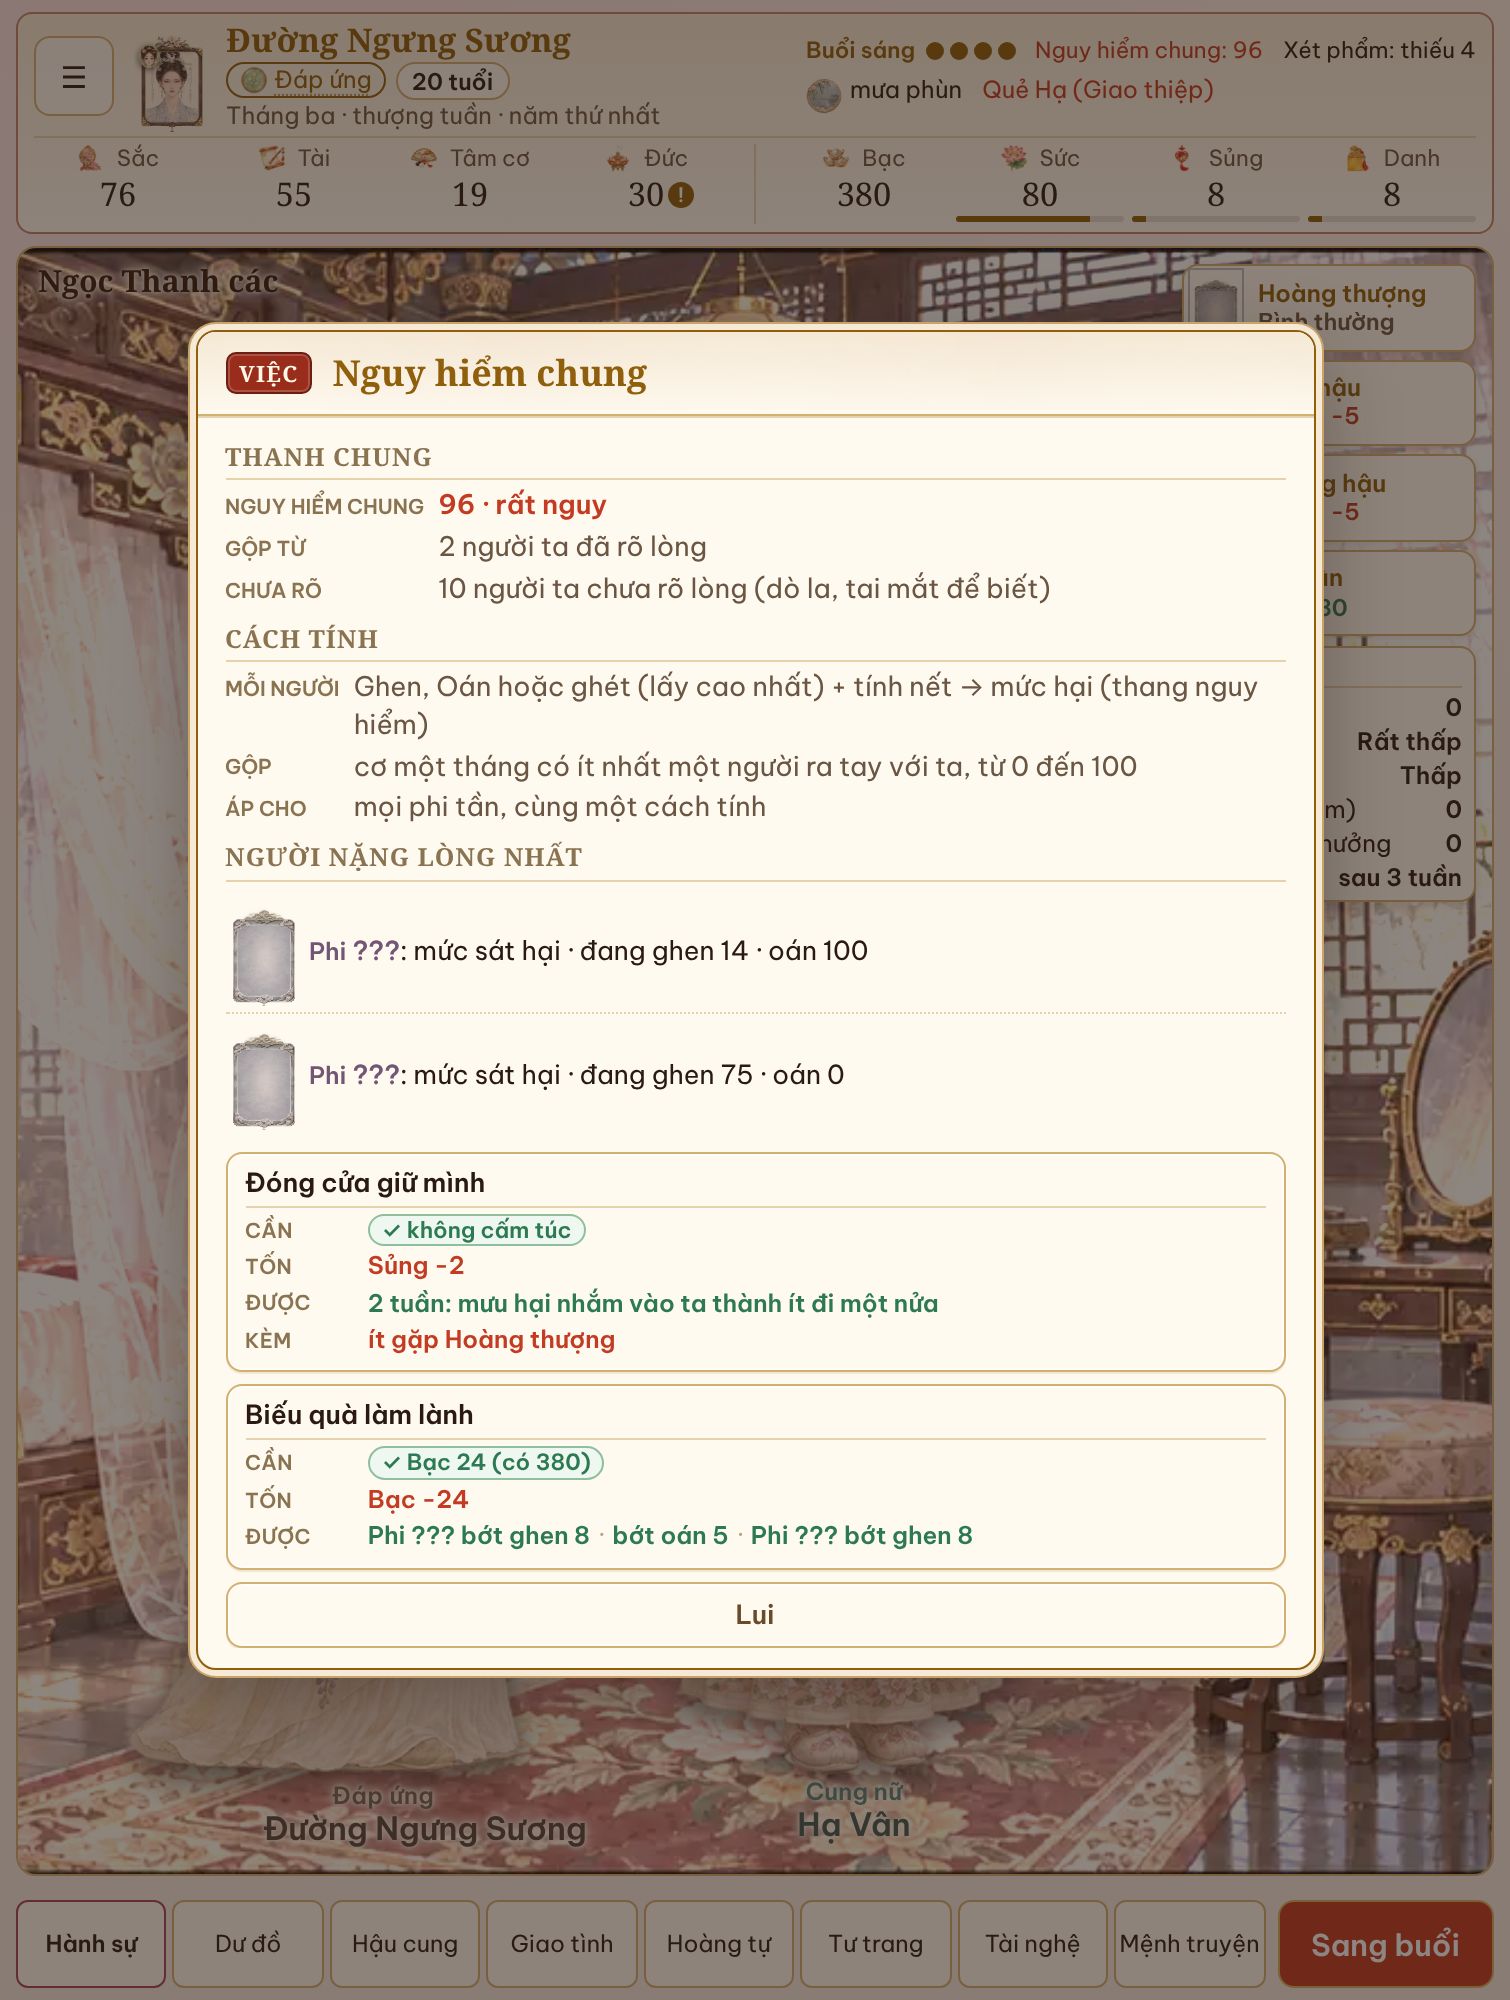 ☰
Đường Ngưng Sương
Đáp ứng 20 tuổi
Tháng ba · thượng tuần · năm thứ nhất
Buổi sáng Nguy hiểm chung: 96 Xét phẩm: thiếu 4
mưa phùn Quẻ Hạ (Giao thiệp)
Sắc Tài Tâm cơ Đức Bạc Sức Sủng Danh
76 55 19 30 ! 380 80 8 8
Ngọc Thanh các
Hoàng thượng
Bình thường
hậu
-5
hậu
-5
30
0
Rất thấp
Thấp
0
0
sau 3 tuần
VIỆC Nguy hiểm chung
THANH CHUNG
NGUY HIỂM CHUNG 96 · rất nguy
GỘP TỪ 2 người ta đã rõ lòng
CHƯA RÕ 10 người ta chưa rõ lòng (dò la, tai mắt để biết)
CÁCH TÍNH
MỖI NGƯỜI Ghen, Oán hoặc ghét (lấy cao nhất) + tính nết → mức hại (thang nguy
hiểm)
GỘP cơ một tháng có ít nhất một người ra tay với ta, từ 0 đến 100
ÁP CHO mọi phi tần, cùng một cách tính
NGƯỜI NẶNG LÒNG NHẤT
Phi ???: mức sát hại · đang ghen 14 · oán 100
Phi ???: mức sát hại · đang ghen 75 · oán 0
Đóng cửa giữ mình
CẦN ✓ không cấm túc
TỐN Sủng -2
ĐƯỢC 2 tuần: mưu hại nhắm vào ta thành ít đi một nửa
KÈM ít gặp Hoàng thượng
Biếu quà làm lành
CẦN ✓ Bạc 24 (có 380)
TỐN Bạc -24
ĐƯỢC Phi ??? bớt ghen 8 · bớt oán 5 · Phi ??? bớt ghen 8
Lui
Đáp ứng
Đường Ngưng Sương
Cung nữ
Hạ Vân
Hành sự Dư đồ Hậu cung Giao tình Hoàng tự Tư trang Tài nghệ Mệnh truyện Sang buổi